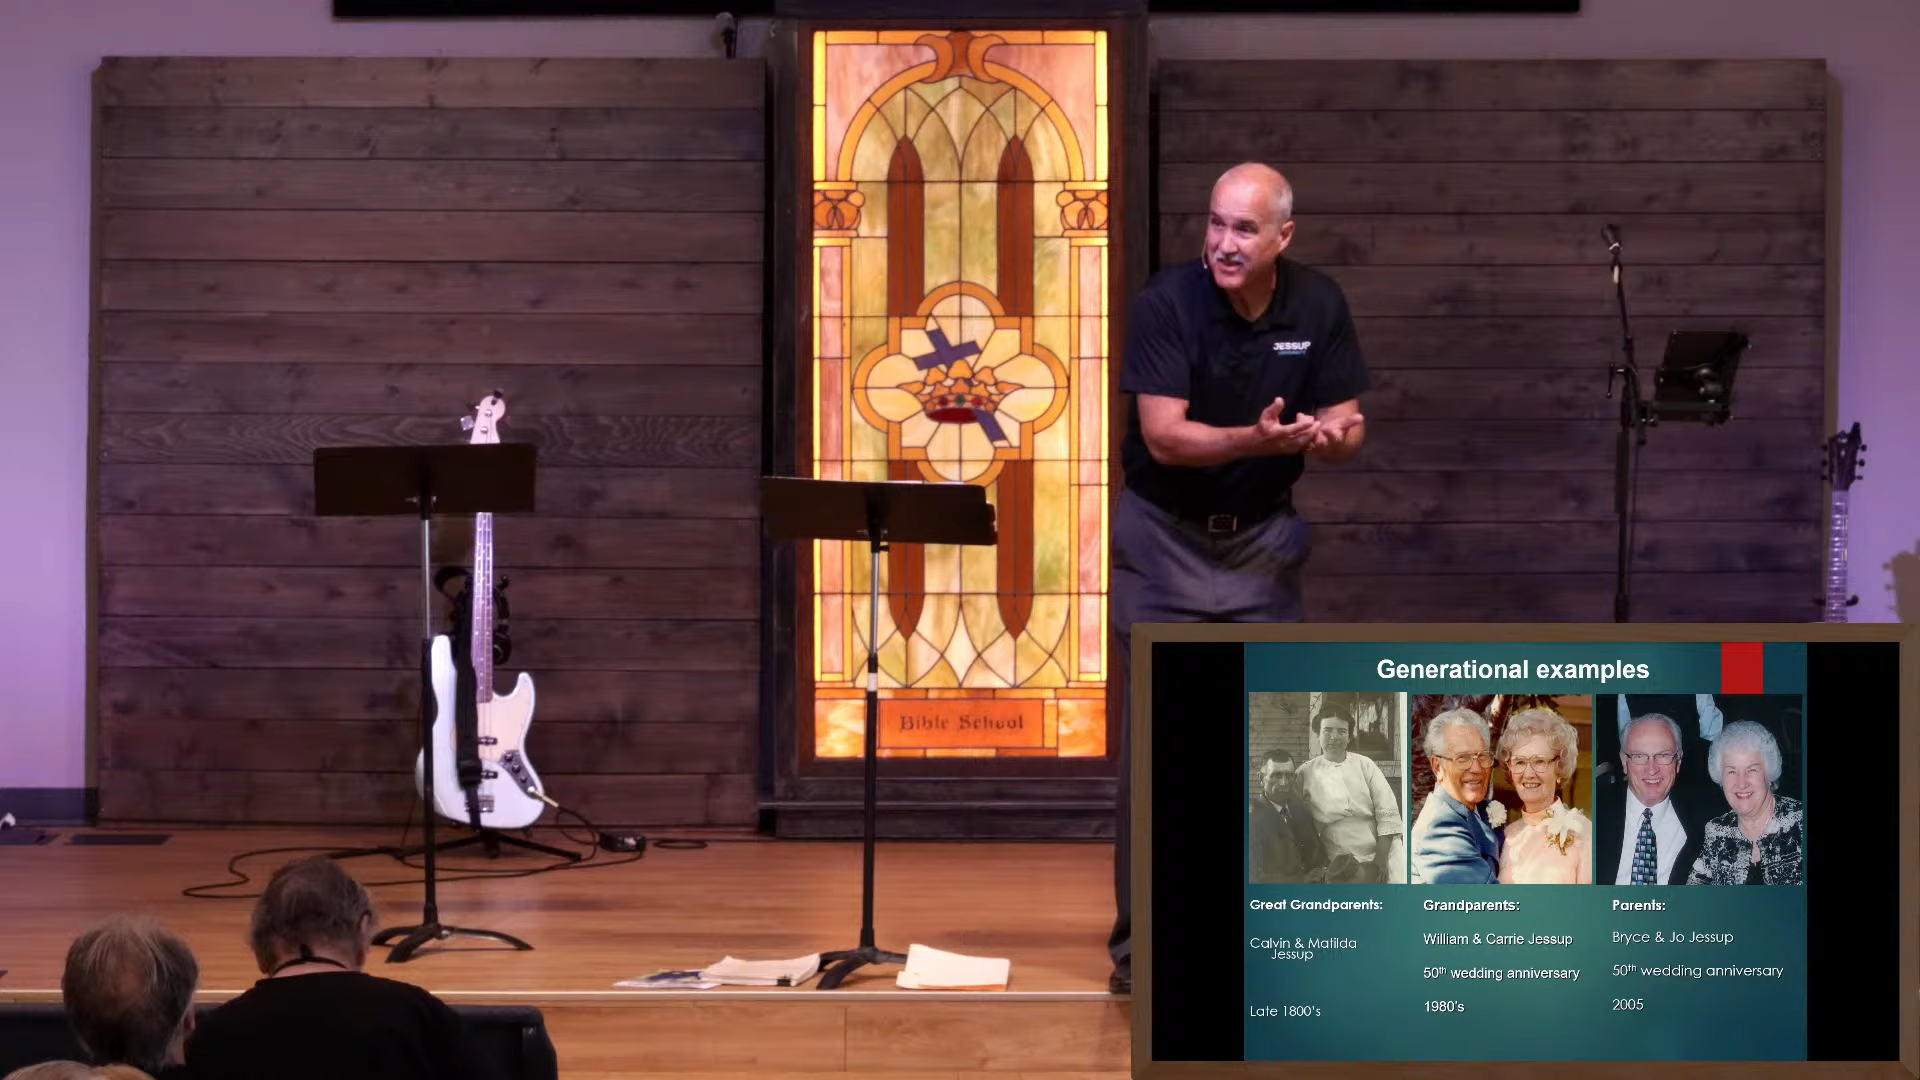 JESSUP
UNIVERSITY
Bible School
Generational examples
Great Grandparents:
Calvin & Matilda
Jessup
Late 1800's
Grandparents:
William & Carrie Jessup
50th wedding anniversary
1980's
Parents:
Bryce & Jo Jessup
50th wedding anniversary
2005